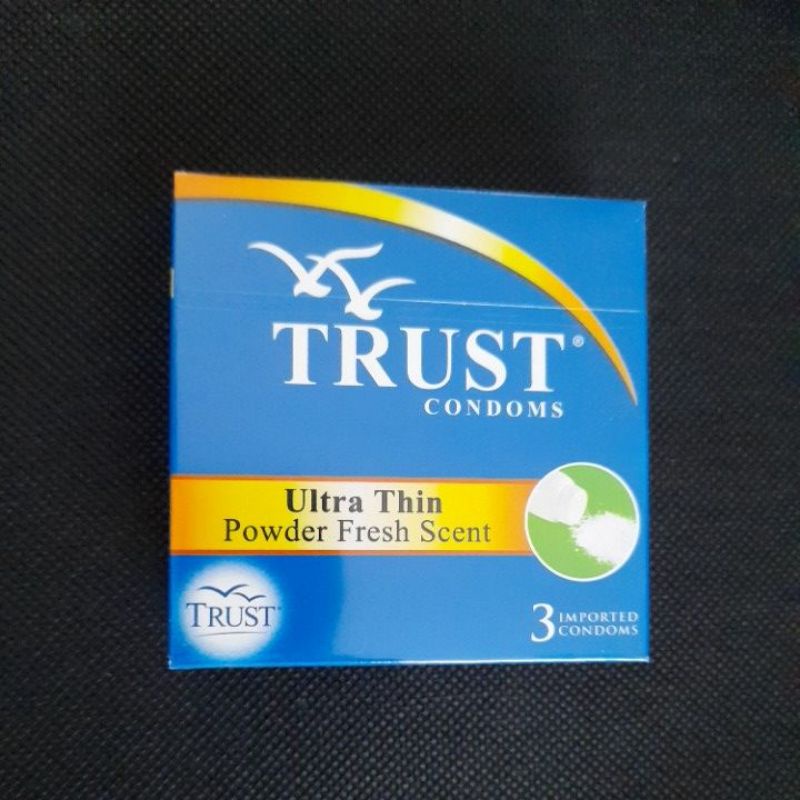 TRUST®
CONDOMS
Ultra Thin
Powder Fresh Scent
TRUST
3 IMPORTED
CONDOMS